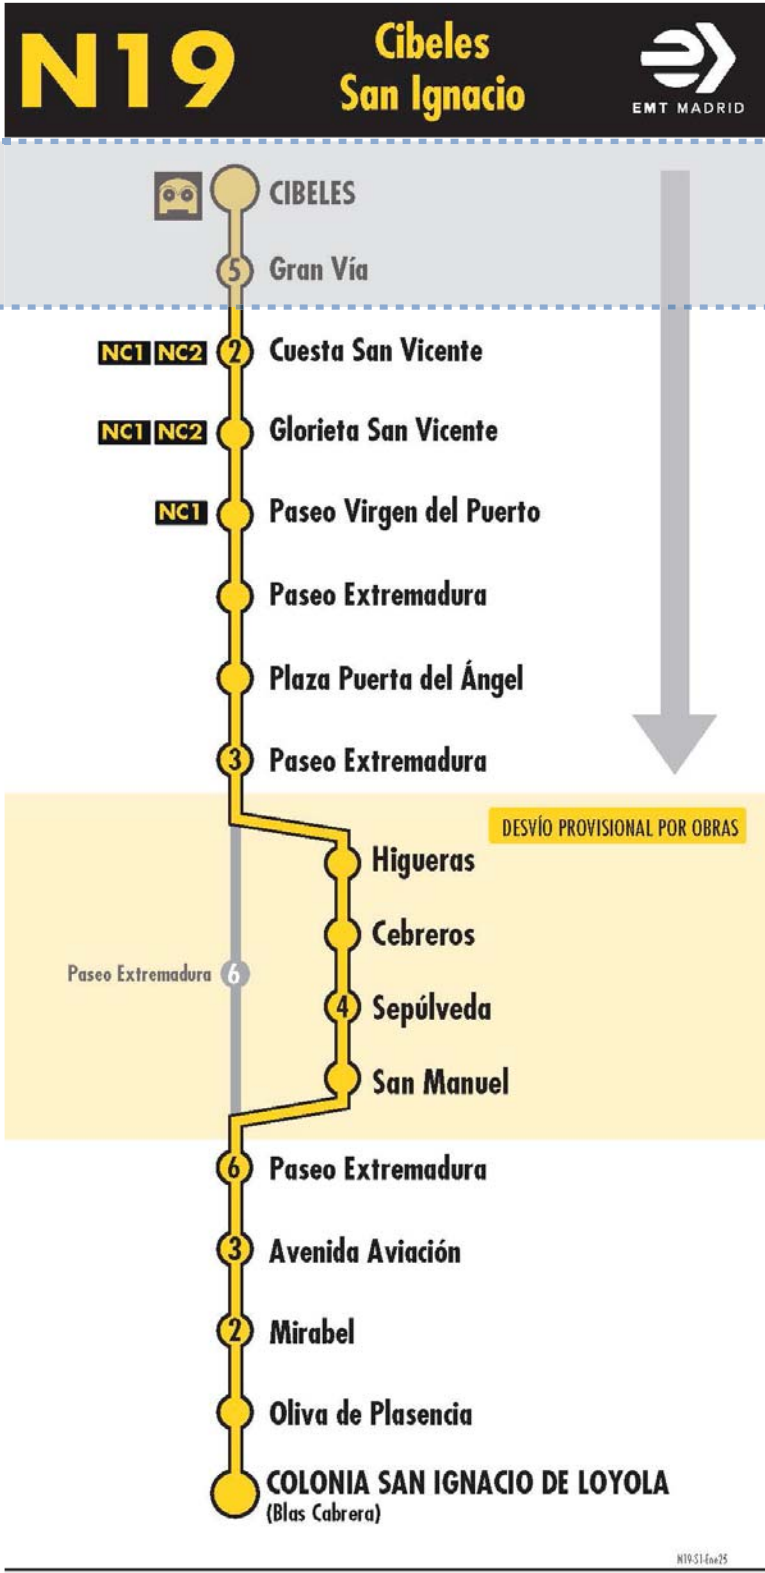 N19
Cibeles
San Ignacio
EMT MADRID
CIBELES
5 Gran Vía
NC1 NC2 2 Cuesta San Vicente
NC1 NC2 Glorieta San Vicente
NC1 Paseo Virgen del Puerto
Paseo Extremadura
Plaza Puerta del Ángel
3 Paseo Extremadura
DESVÍO PROVISIONAL POR OBRAS
Higueras
Cebreros
Paseo Extremadura 6
4 Sepúlveda
San Manuel
6 Paseo Extremadura
3 Avenida Aviación
2 Mirabel
Oliva de Plasencia
COLONIA SAN IGNACIO DE LOYOLA
(Blas Cabrera)
N19-S1-Ene25